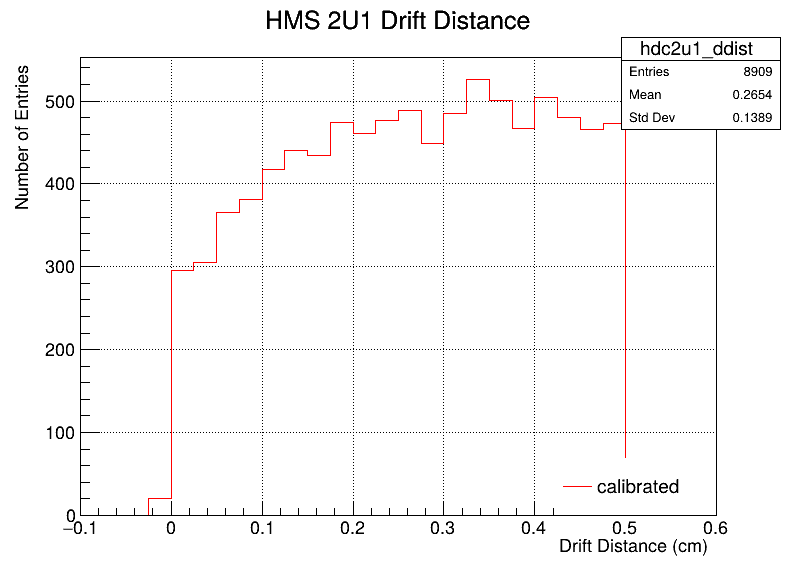 HMS 2U1 Drift Distance
hdc2u1_ddist
Entries 8909
Mean 0.2654
Std Dev 0.1389
Number of Entries
500
400
300
200
100
0
−0.1 0 0.1 0.2 0.3 0.4 0.5 0.6
Drift Distance (cm)
calibrated